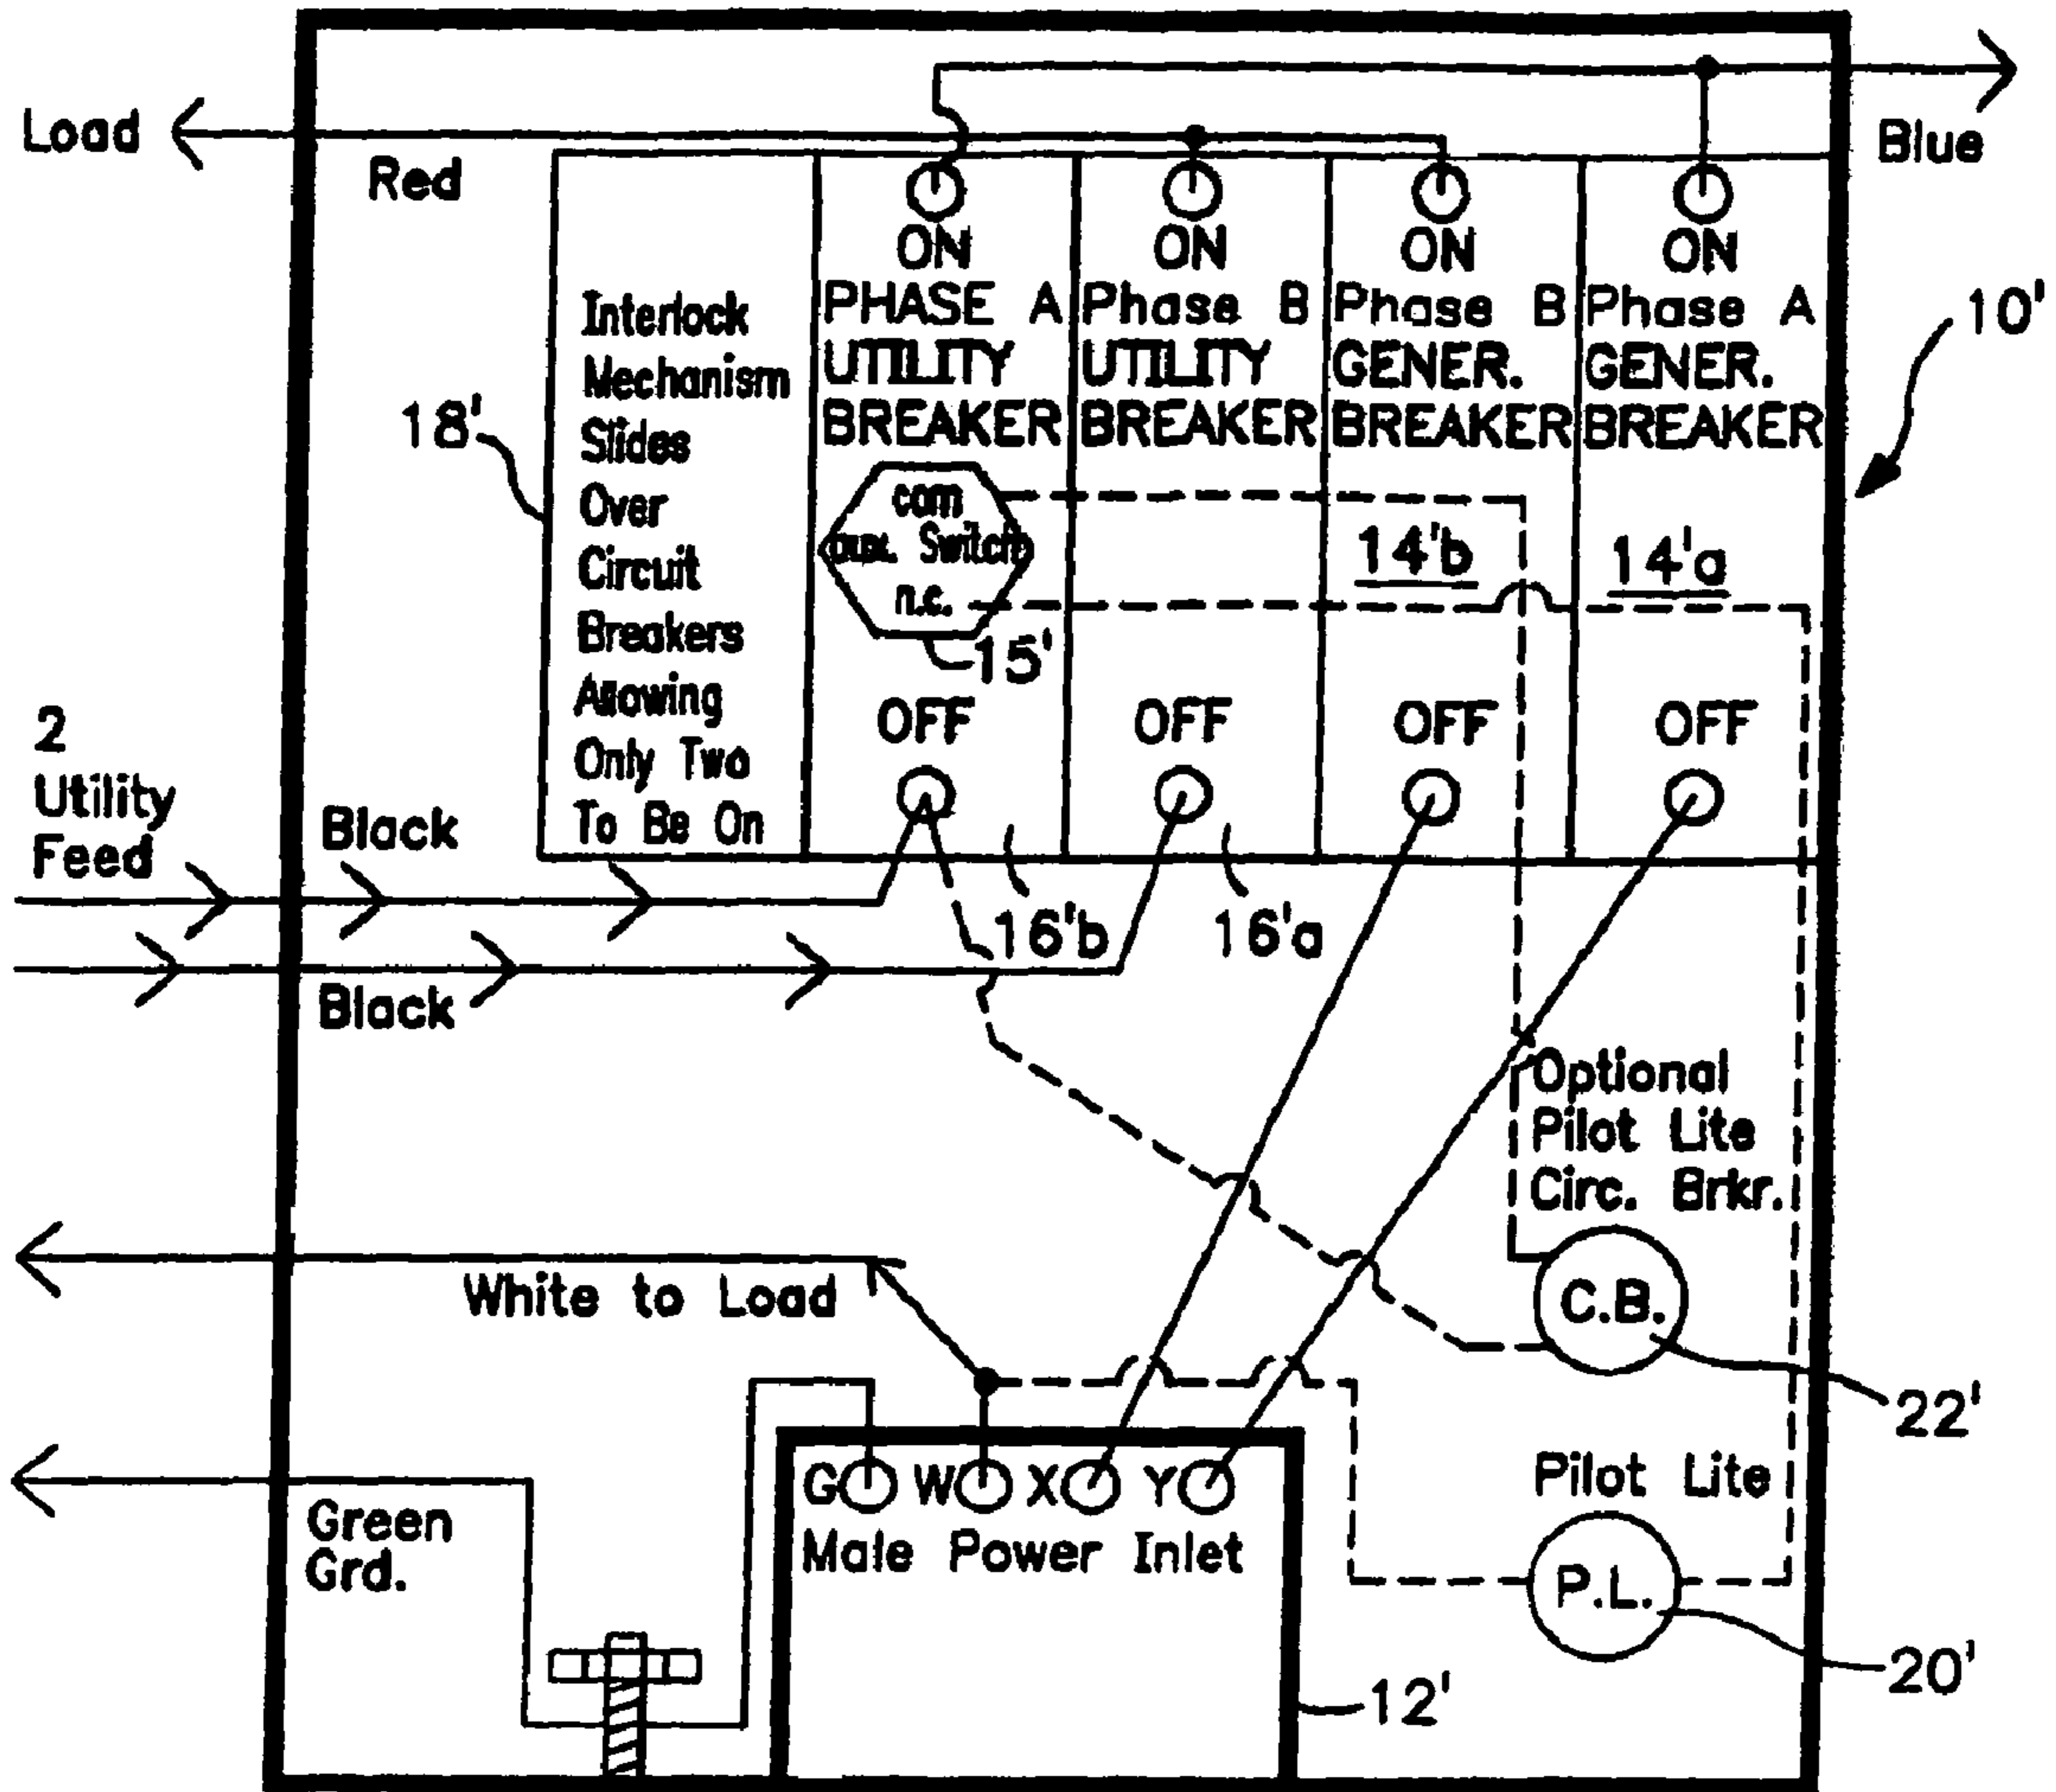 Load
Red
Blue
ON
ON
ON
ON
Interlock
Mechanism
Slides
Over
Circuit
Breakers
Allowing
Only Two
To Be On
PHASE A
UTILITY
BREAKER
Phase B
UTILITY
BREAKER
Phase B
GENER.
BREAKER
Phase A
GENER.
BREAKER
10'
18'
com
aux. Switch
n.c.
15'
14'b
14'a
OFF
OFF
OFF
OFF
2
Utility
Feed
Black
Black
16'b
16'a
Optional
Pilot Lite
Circ. Brkr.
C.B.
22'
White to Load
G W X Y
Male Power Inlet
Green
Grd.
Pilot Lite
P.L.
20'
12'